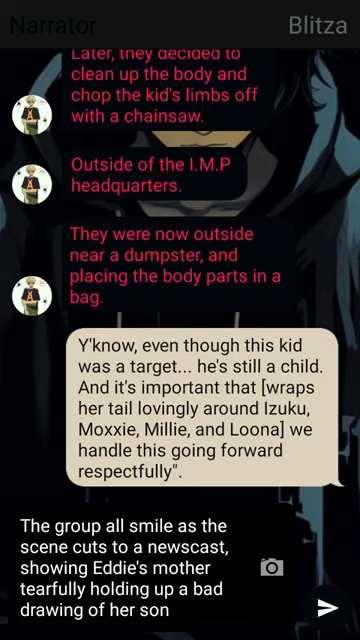 Narrator Blitza
Later, they decided to
clean up the body and
chop the kid's limbs off
with a chainsaw.
Outside of the I.M.P
headquarters.
They were now outside
near a dumpster, and
placing the body parts in a
bag.
Y'know, even though this kid
was a target... he's still a child.
And it's important that [wraps
her tail lovingly around Izuku,
Moxxie, Millie, and Loona] we
handle this going forward
respectfully".
The group all smile as the
scene cuts to a newscast,
showing Eddie's mother
tearfully holding up a bad
drawing of her son